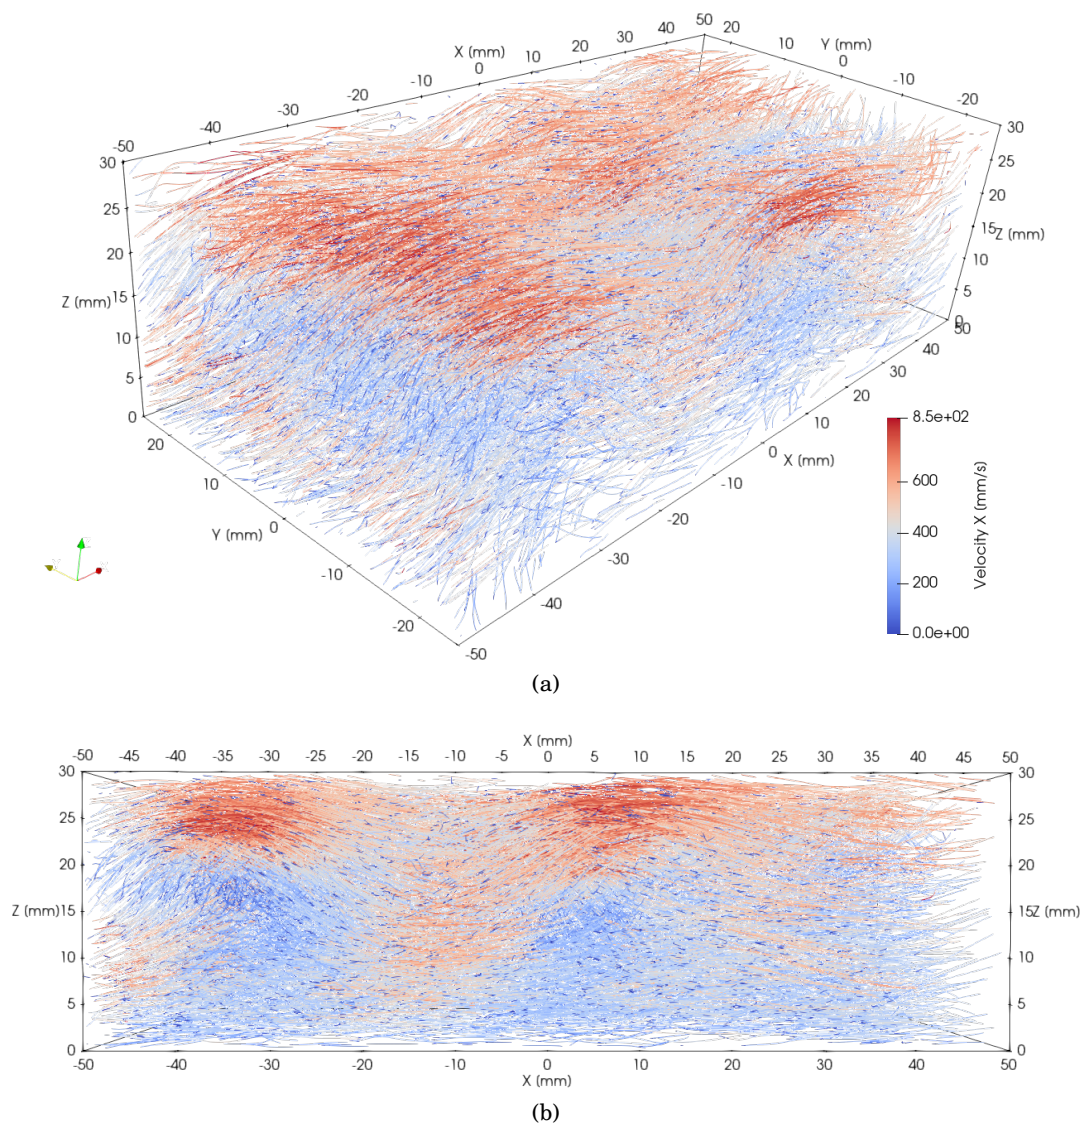 X (mm)
-50 -40 -30 -20 -10 0 10 20 30 40 50
Y (mm)
20 10 0 -10 -20
30 25 20 15 10 5 0
Z (mm)
30 25 20 15 10 5 0
Z (mm)
20 10 0 -10 -20
Y (mm)
-50 -40 -30 -20 -10 0 10 20 30 40 50
X (mm)
8.5e+02
600
400
200
0.0e+00
Velocity X (mm/s)
(a)
X (mm)
-50 -45 -40 -35 -30 -25 -20 -15 -10 -5 0 5 10 15 20 25 30 35 40 45 50
30 30
25 25
20 20
Z (mm) 15 15 Z (mm)
10 10
5 5
0 0
-50 -40 -30 -20 -10 0 10 20 30 40 50
X (mm)
(b)